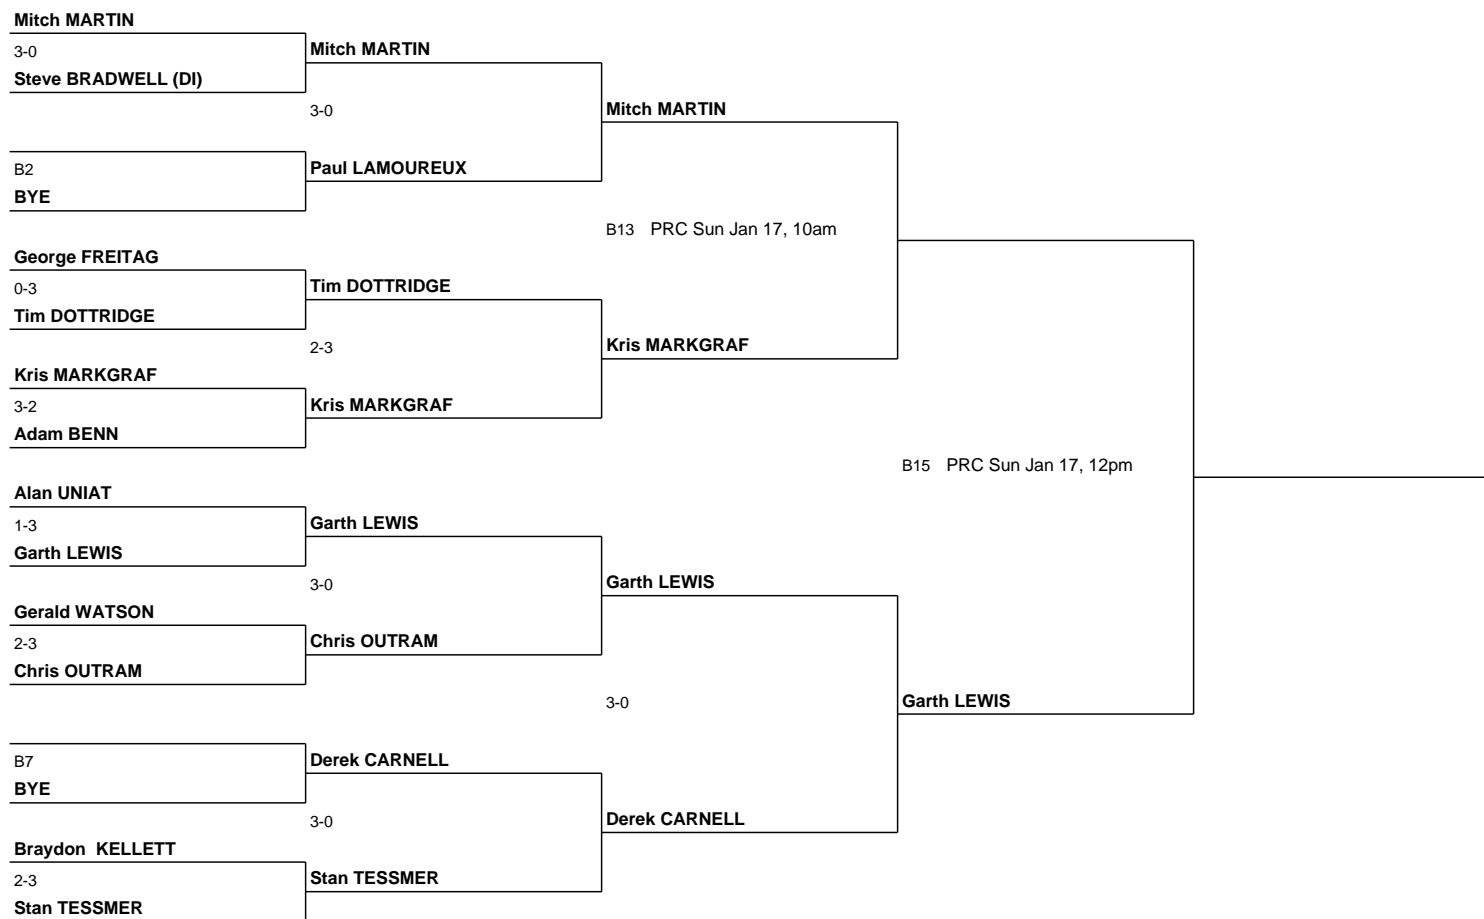 Mitch MARTIN
3-0
Steve BRADWELL (DI)
B2
BYE
George FREITAG
0-3
Tim DOTTRIDGE
Kris MARKGRAF
3-2
Adam BENN
Alan UNIAT
1-3
Garth LEWIS
Gerald WATSON
2-3
Chris OUTRAM
B7
BYE
Braydon  KELLETT
2-3
Stan TESSMER
Mitch MARTIN
3-0
Paul LAMOUREUX
Tim DOTTRIDGE
2-3
Kris MARKGRAF
Garth LEWIS
3-0
Chris OUTRAM
Derek CARNELL
3-0
Stan TESSMER
Mitch MARTIN
B13 PRC Sun Jan 17, 10am
Kris MARKGRAF
Garth LEWIS
3-0
Derek CARNELL
B15 PRC Sun Jan 17, 12pm
Garth LEWIS